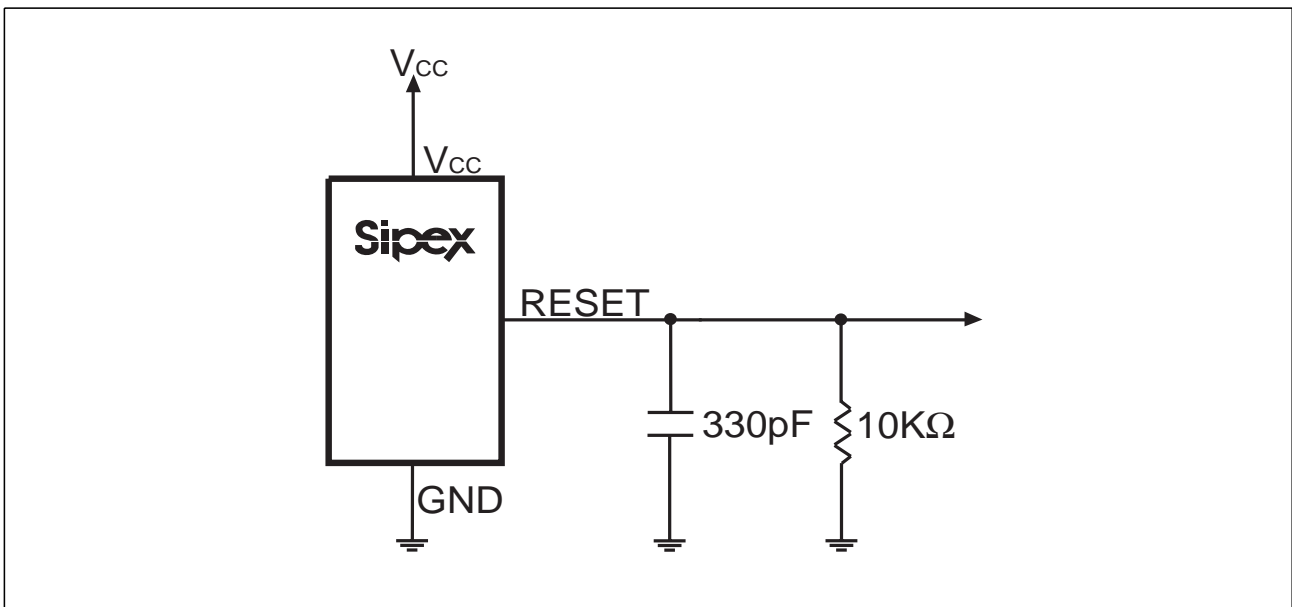 VCC
VCC
Sipex
RESET
330pF
10KΩ
GND